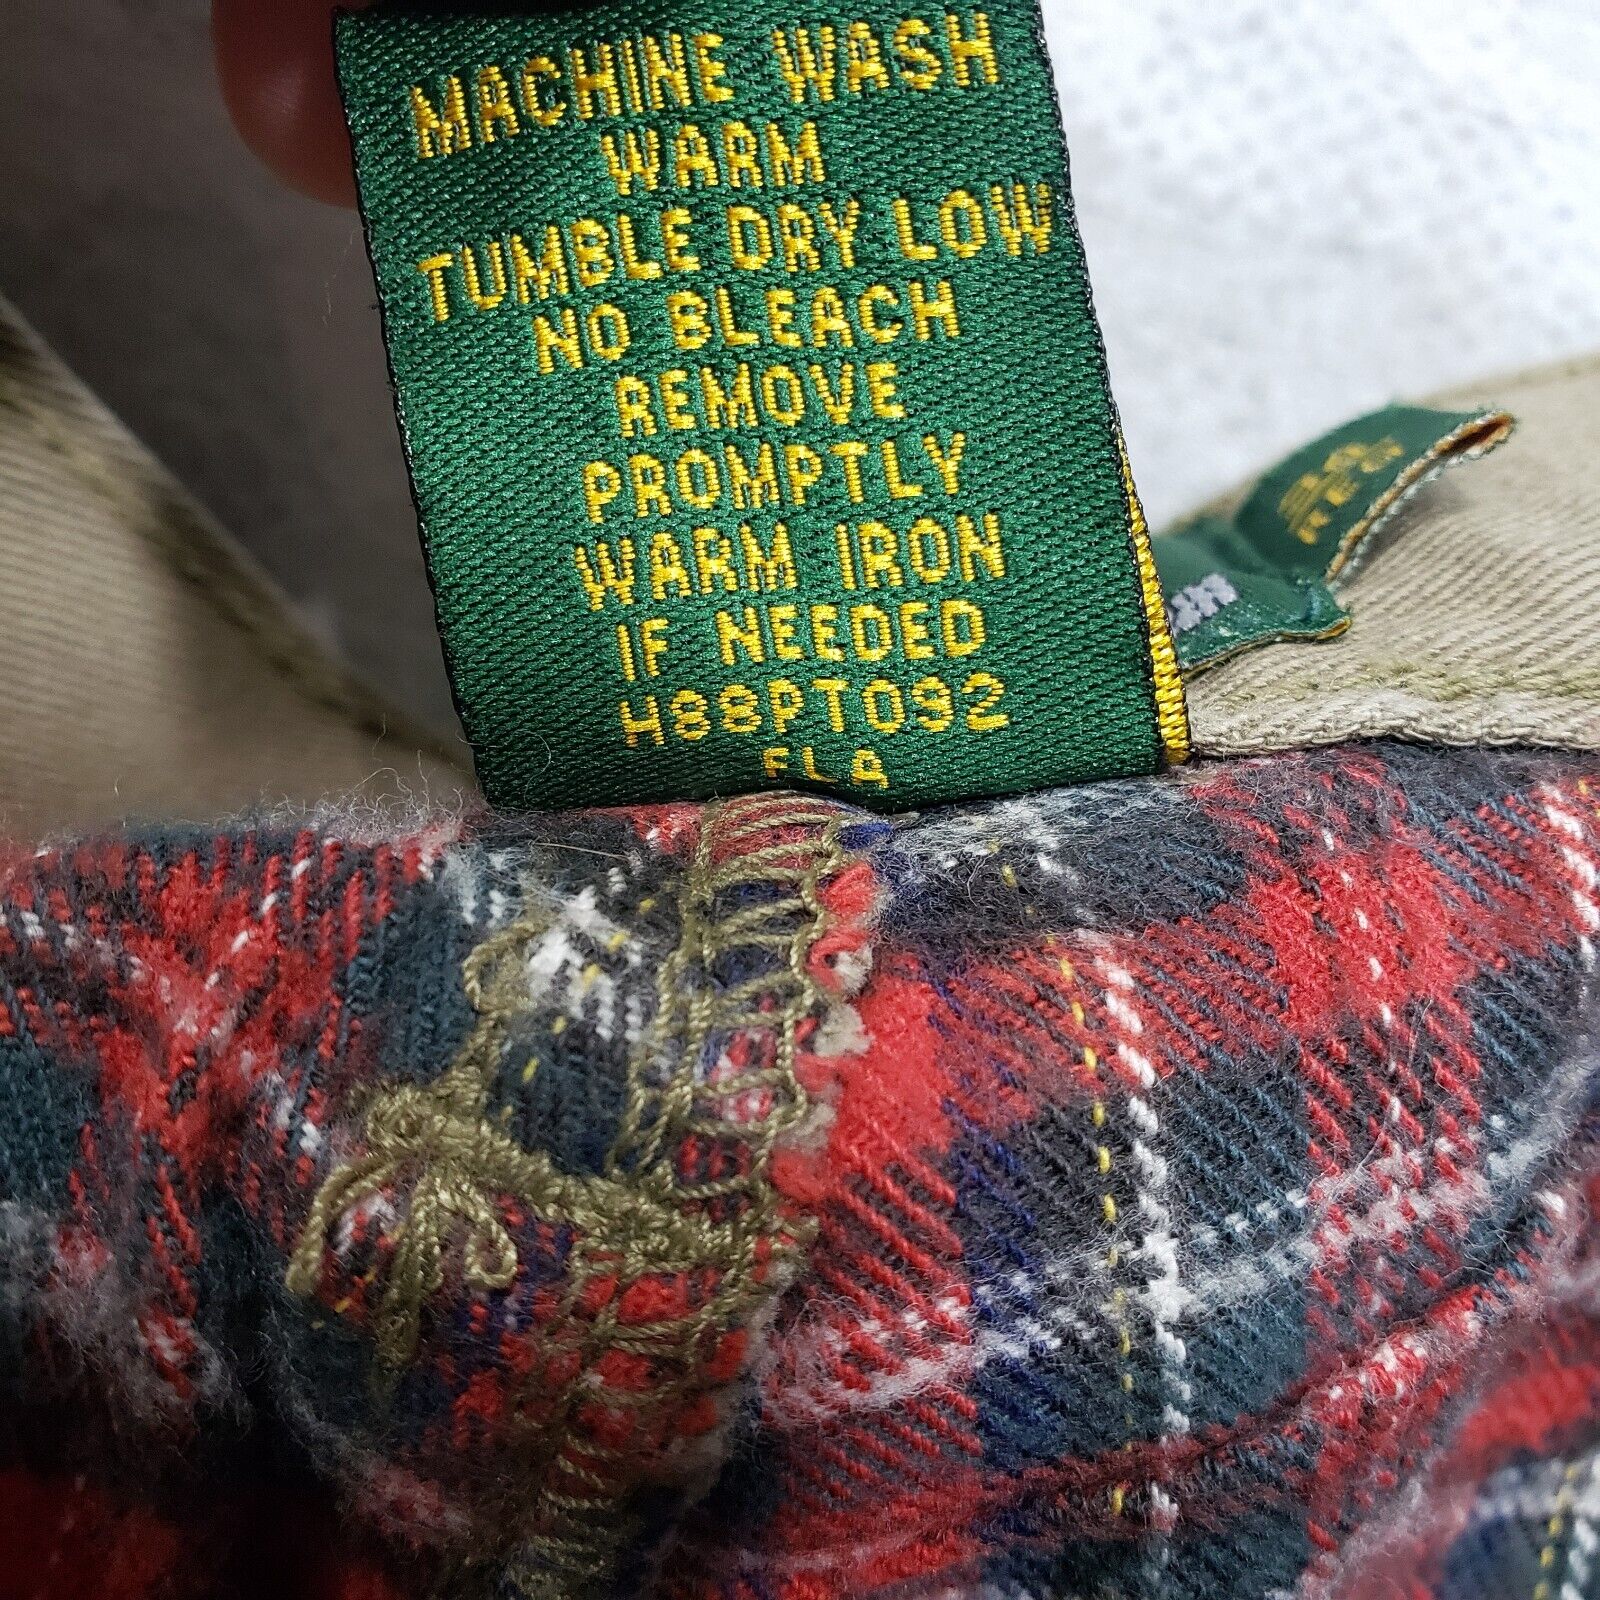 MACHINE WASH
WARM
TUMBLE DRY LOW
NO BLEACH
REMOVE
PROMPTLY
WARM IRON
IF NEEDED
H88PT092
FLA